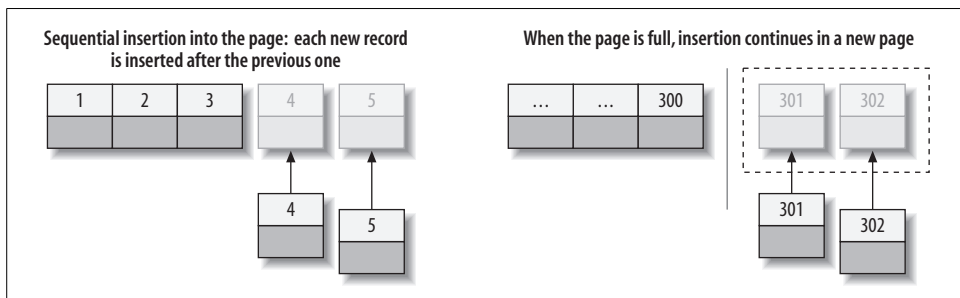 Sequential insertion into the page: each new record
is inserted after the previous one
1 2 3 4 5
4
5
When the page is full, insertion continues in a new page
... ... 300 301 302
301
302